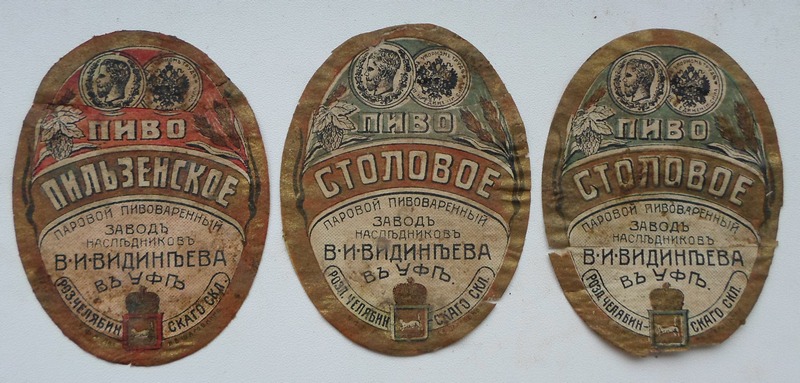 ПИВО
ПИЛЬЗЕНСКОЕ
ПАРОВОЙ ПИВОВАРЕННЫЙ
ЗАВОДЪ
НАСЛѢДНИКОВЪ
В·И·ВИДИНѢЕВА
ВЪ УФѢ.
РОЗ. ЧЕЛЯБИН СКАГО СКЛ.
ПИВО
СТОЛОВОЕ
ПАРОВОЙ ПИВОВАРЕННЫЙ
ЗАВОДЪ
НАСЛѢДНИКОВЪ
В·И·ВИДИНѢЕВА
ВЪ УФѢ.
РОЗЛ. ЧЕЛЯБИН СКАГО СКЛ.
ПИВО
СТОЛОВОЕ
ПАРОВОЙ ПИВОВАРЕННЫЙ
ЗАВОДЪ
НАСЛѢДНИКОВЪ
В·И·ВИДИНѢЕВА
ВЪ УФѢ.
РОЗЛ. ЧЕЛЯБИН- СКАГО СКЛ.